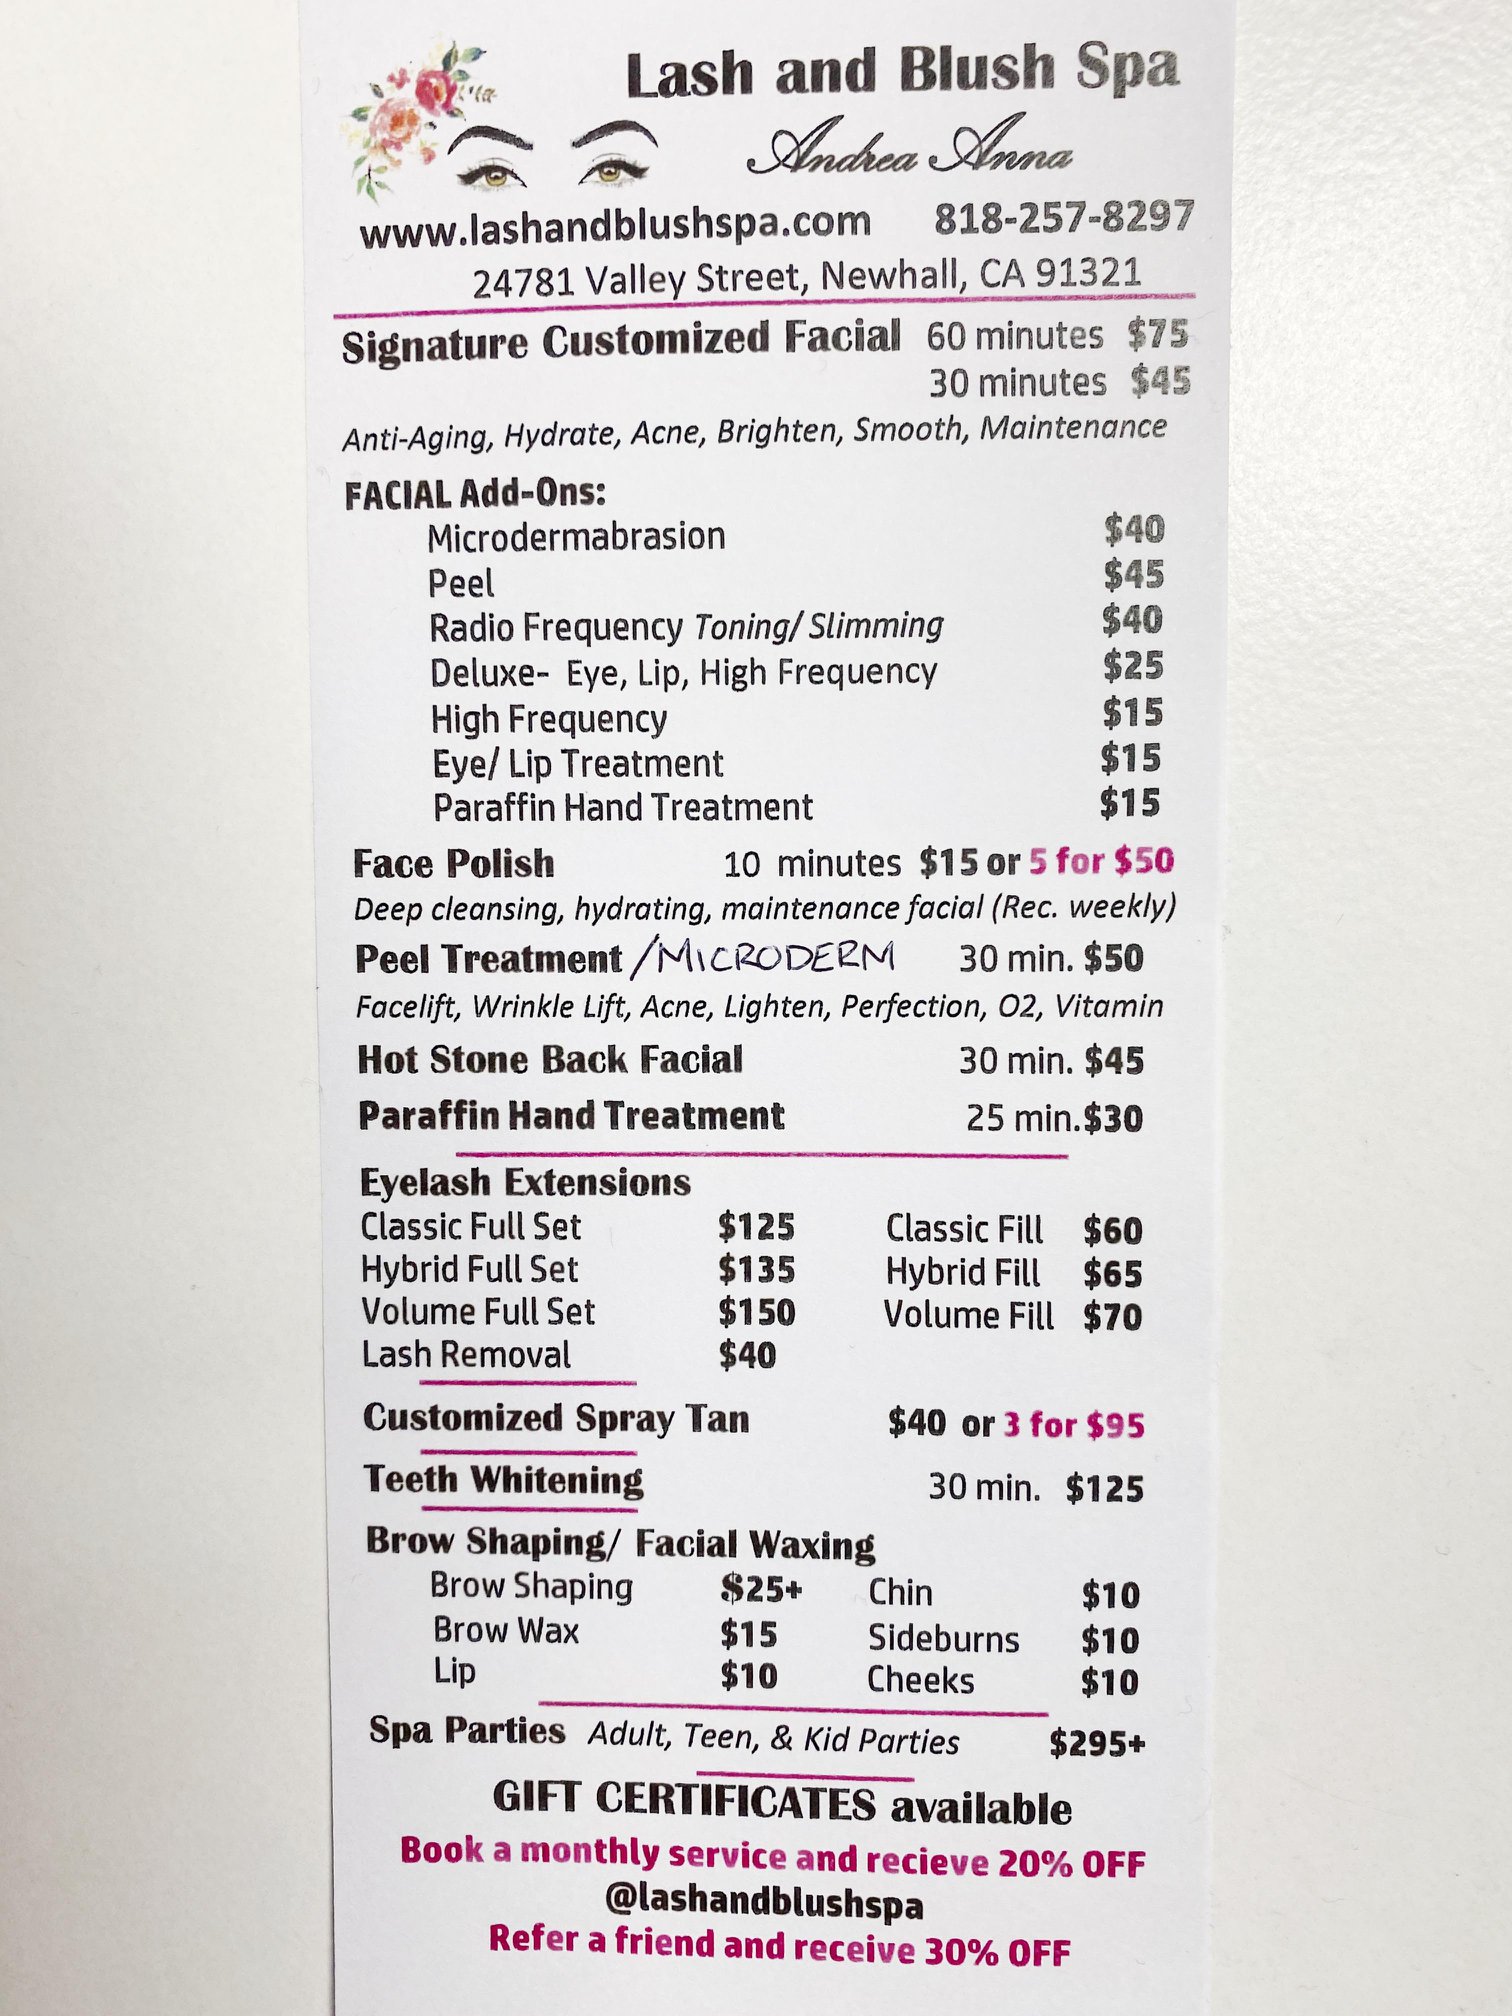 Lash and Blush Spa
Andrea Anna
www.lashandblushspa.com 818-257-8297
24781 Valley Street, Newhall, CA 91321
Signature Customized Facial 60 minutes $75
30 minutes $45
Anti-Aging, Hydrate, Acne, Brighten, Smooth, Maintenance
FACIAL Add-Ons:
Microdermabrasion $40
Peel $45
Radio Frequency Toning/ Slimming $40
Deluxe- Eye, Lip, High Frequency $25
High Frequency $15
Eye/ Lip Treatment $15
Paraffin Hand Treatment $15
Face Polish 10 minutes $15 or 5 for $50
Deep cleansing, hydrating, maintenance facial (Rec. weekly)
Peel Treatment /MICRODERM 30 min. $50
Facelift, Wrinkle Lift, Acne, Lighten, Perfection, O2, Vitamin
Hot Stone Back Facial 30 min. $45
Paraffin Hand Treatment 25 min.$30
Eyelash Extensions
Classic Full Set $125 Classic Fill $60
Hybrid Full Set $135 Hybrid Fill $65
Volume Full Set $150 Volume Fill $70
Lash Removal $40
Customized Spray Tan $40 or 3 for $95
Teeth Whitening 30 min. $125
Brow Shaping/ Facial Waxing
Brow Shaping $25+ Chin $10
Brow Wax $15 Sideburns $10
Lip $10 Cheeks $10
Spa Parties Adult, Teen, & Kid Parties $295+
GIFT CERTIFICATES available
Book a monthly service and recieve 20% OFF
@lashandblushspa
Refer a friend and receive 30% OFF